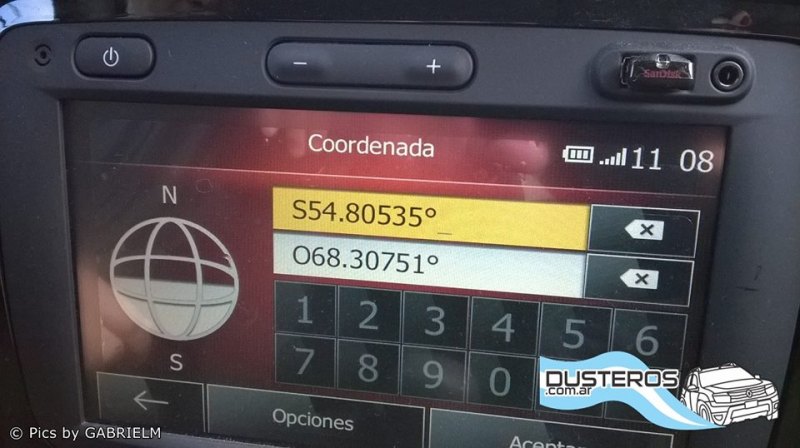 SanDisk
Coordenada
11 08
N
S54.80535°_
O68.30751°
S
1 2 3 4 5 6
7 8 9 0
Opciones
Aceptar
DUSTEROS
.com.ar
© Pics by GABRIELM